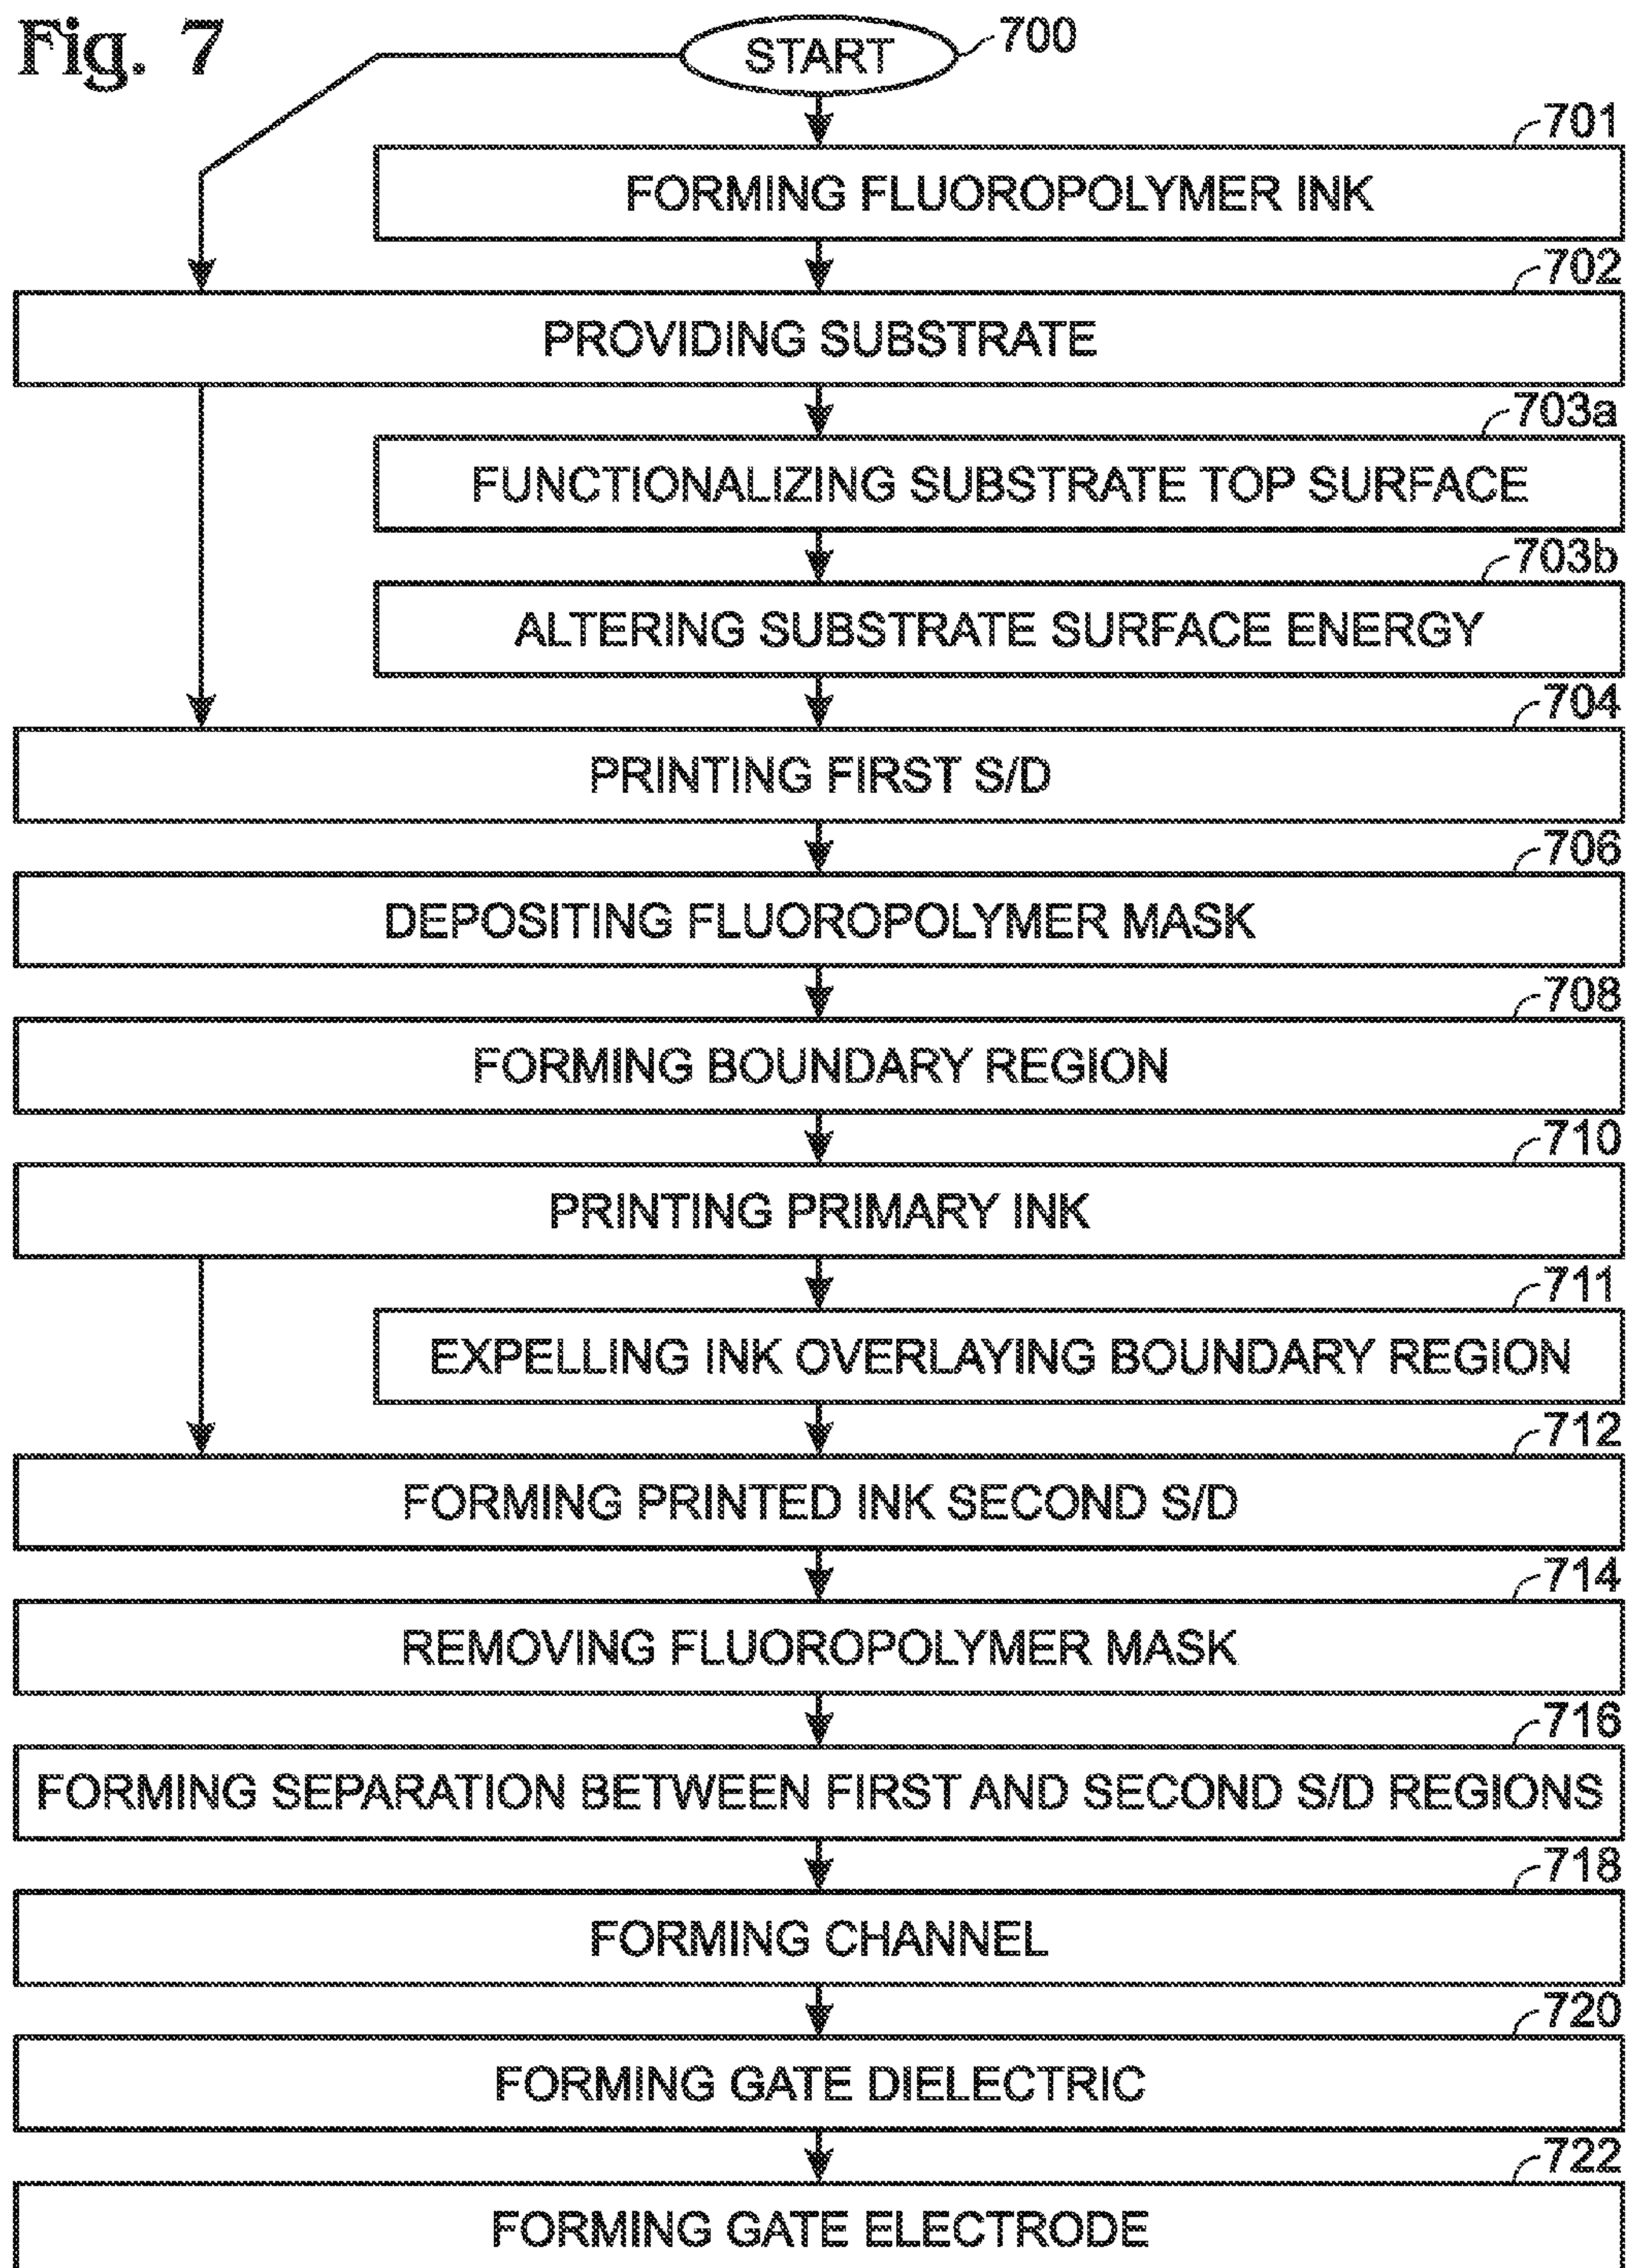 Fig. 7
START 700
701
FORMING FLUOROPOLYMER INK
702
PROVIDING SUBSTRATE
703a
FUNCTIONALIZING SUBSTRATE TOP SURFACE
703b
ALTERING SUBSTRATE SURFACE ENERGY
704
PRINTING FIRST S/D
706
DEPOSITING FLUOROPOLYMER MASK
708
FORMING BOUNDARY REGION
710
PRINTING PRIMARY INK
711
EXPELLING INK OVERLAYING BOUNDARY REGION
712
FORMING PRINTED INK SECOND S/D
714
REMOVING FLUOROPOLYMER MASK
716
FORMING SEPARATION BETWEEN FIRST AND SECOND S/D REGIONS
718
FORMING CHANNEL
720
FORMING GATE DIELECTRIC
722
FORMING GATE ELECTRODE